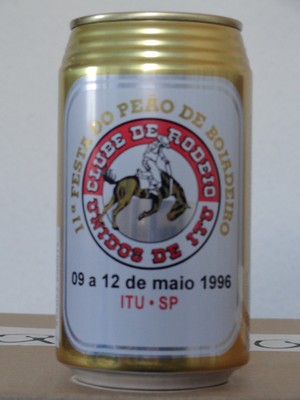 11ª FESTA DO PEÃO DE BOIADEIRO
CLUBE DE RODEIO
UNIDOS DE ITU
09 a 12 de maio 1996
ITU • SP